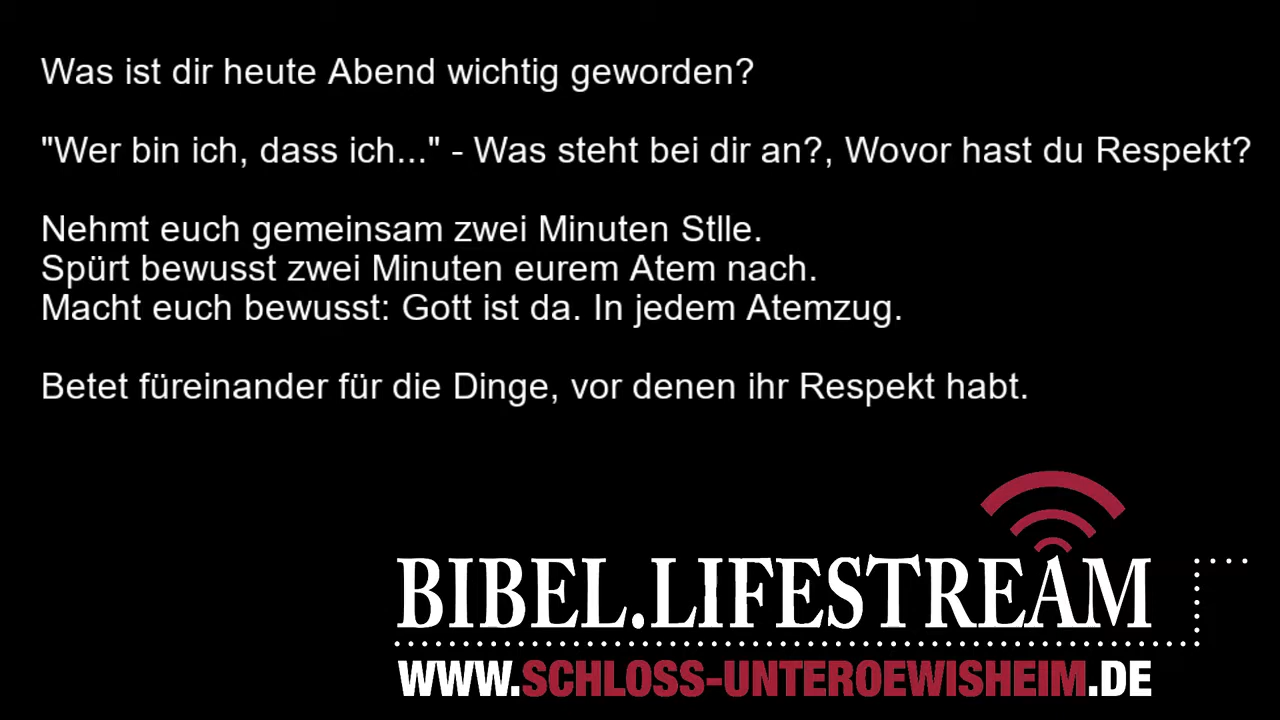 Was ist dir heute Abend wichtig geworden?
"Wer bin ich, dass ich..." - Was steht bei dir an?, Wovor hast du Respekt?
Nehmt euch gemeinsam zwei Minuten Stlle.
Spürt bewusst zwei Minuten eurem Atem nach.
Macht euch bewusst: Gott ist da. In jedem Atemzug.
Betet füreinander für die Dinge, vor denen ihr Respekt habt.
BIBEL.LIFESTREAM
WWW.SCHLOSS-UNTEROEWISHEIM.DE